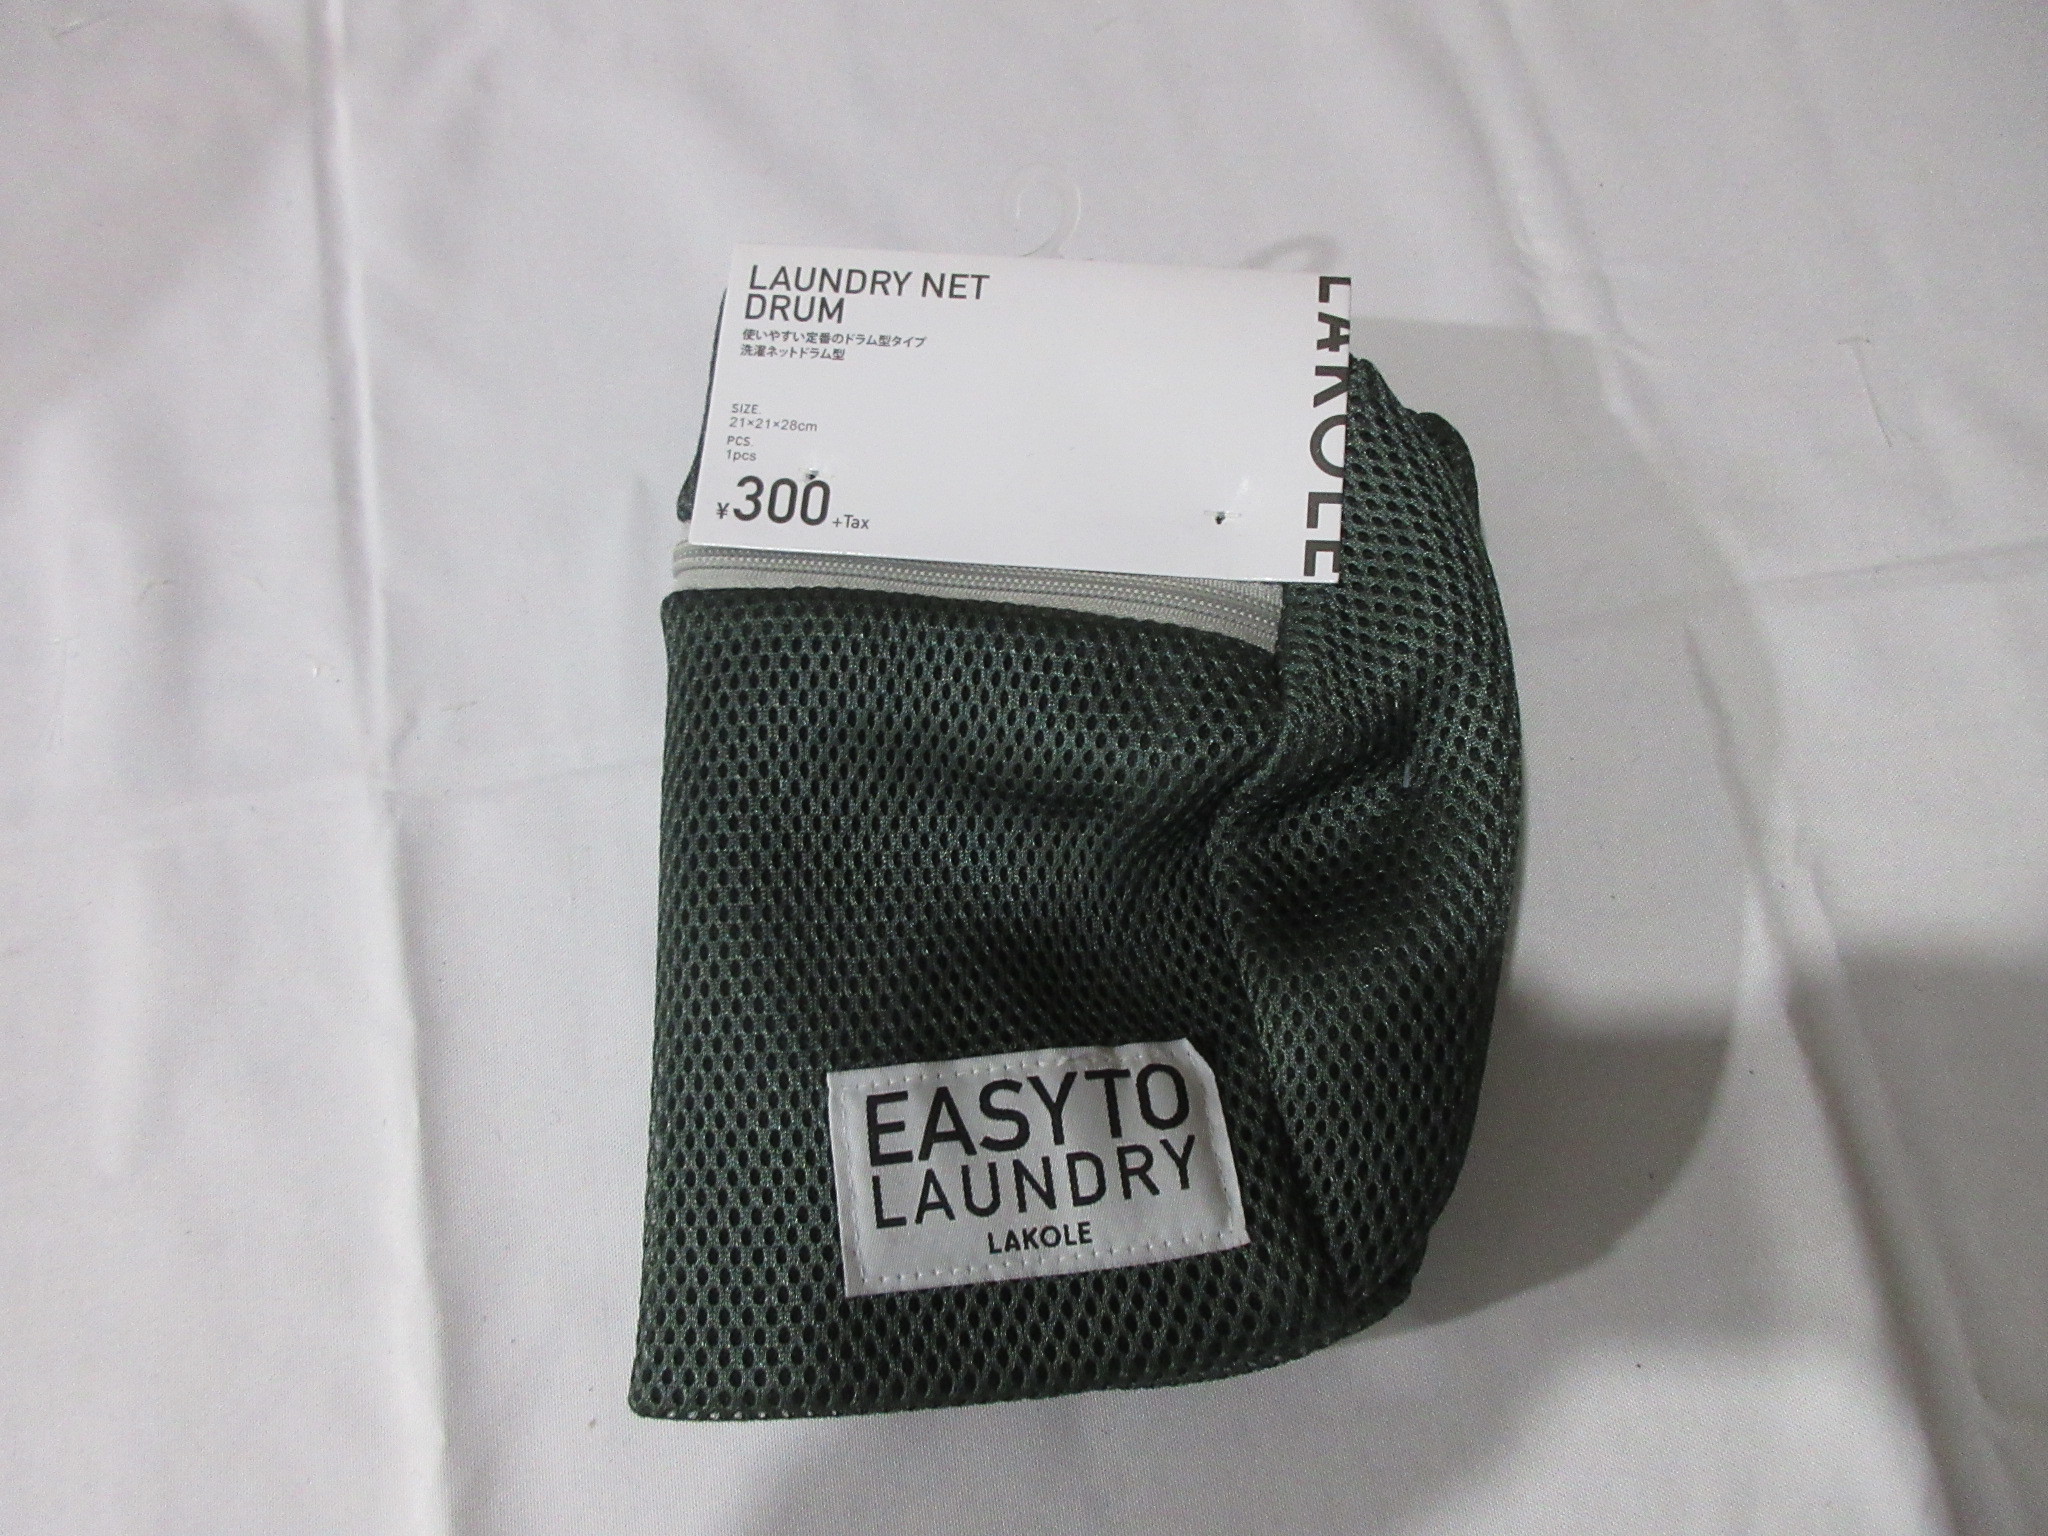 LAUNDRY NET
DRUM
使いやすい定番のドラム型タイプ
洗濯ネットドラム型
SIZE.
21×21×28cm
PCS.
1pcs
¥300+Tax
LAKOLE
EASYTO
LAUNDRY
LAKOLE